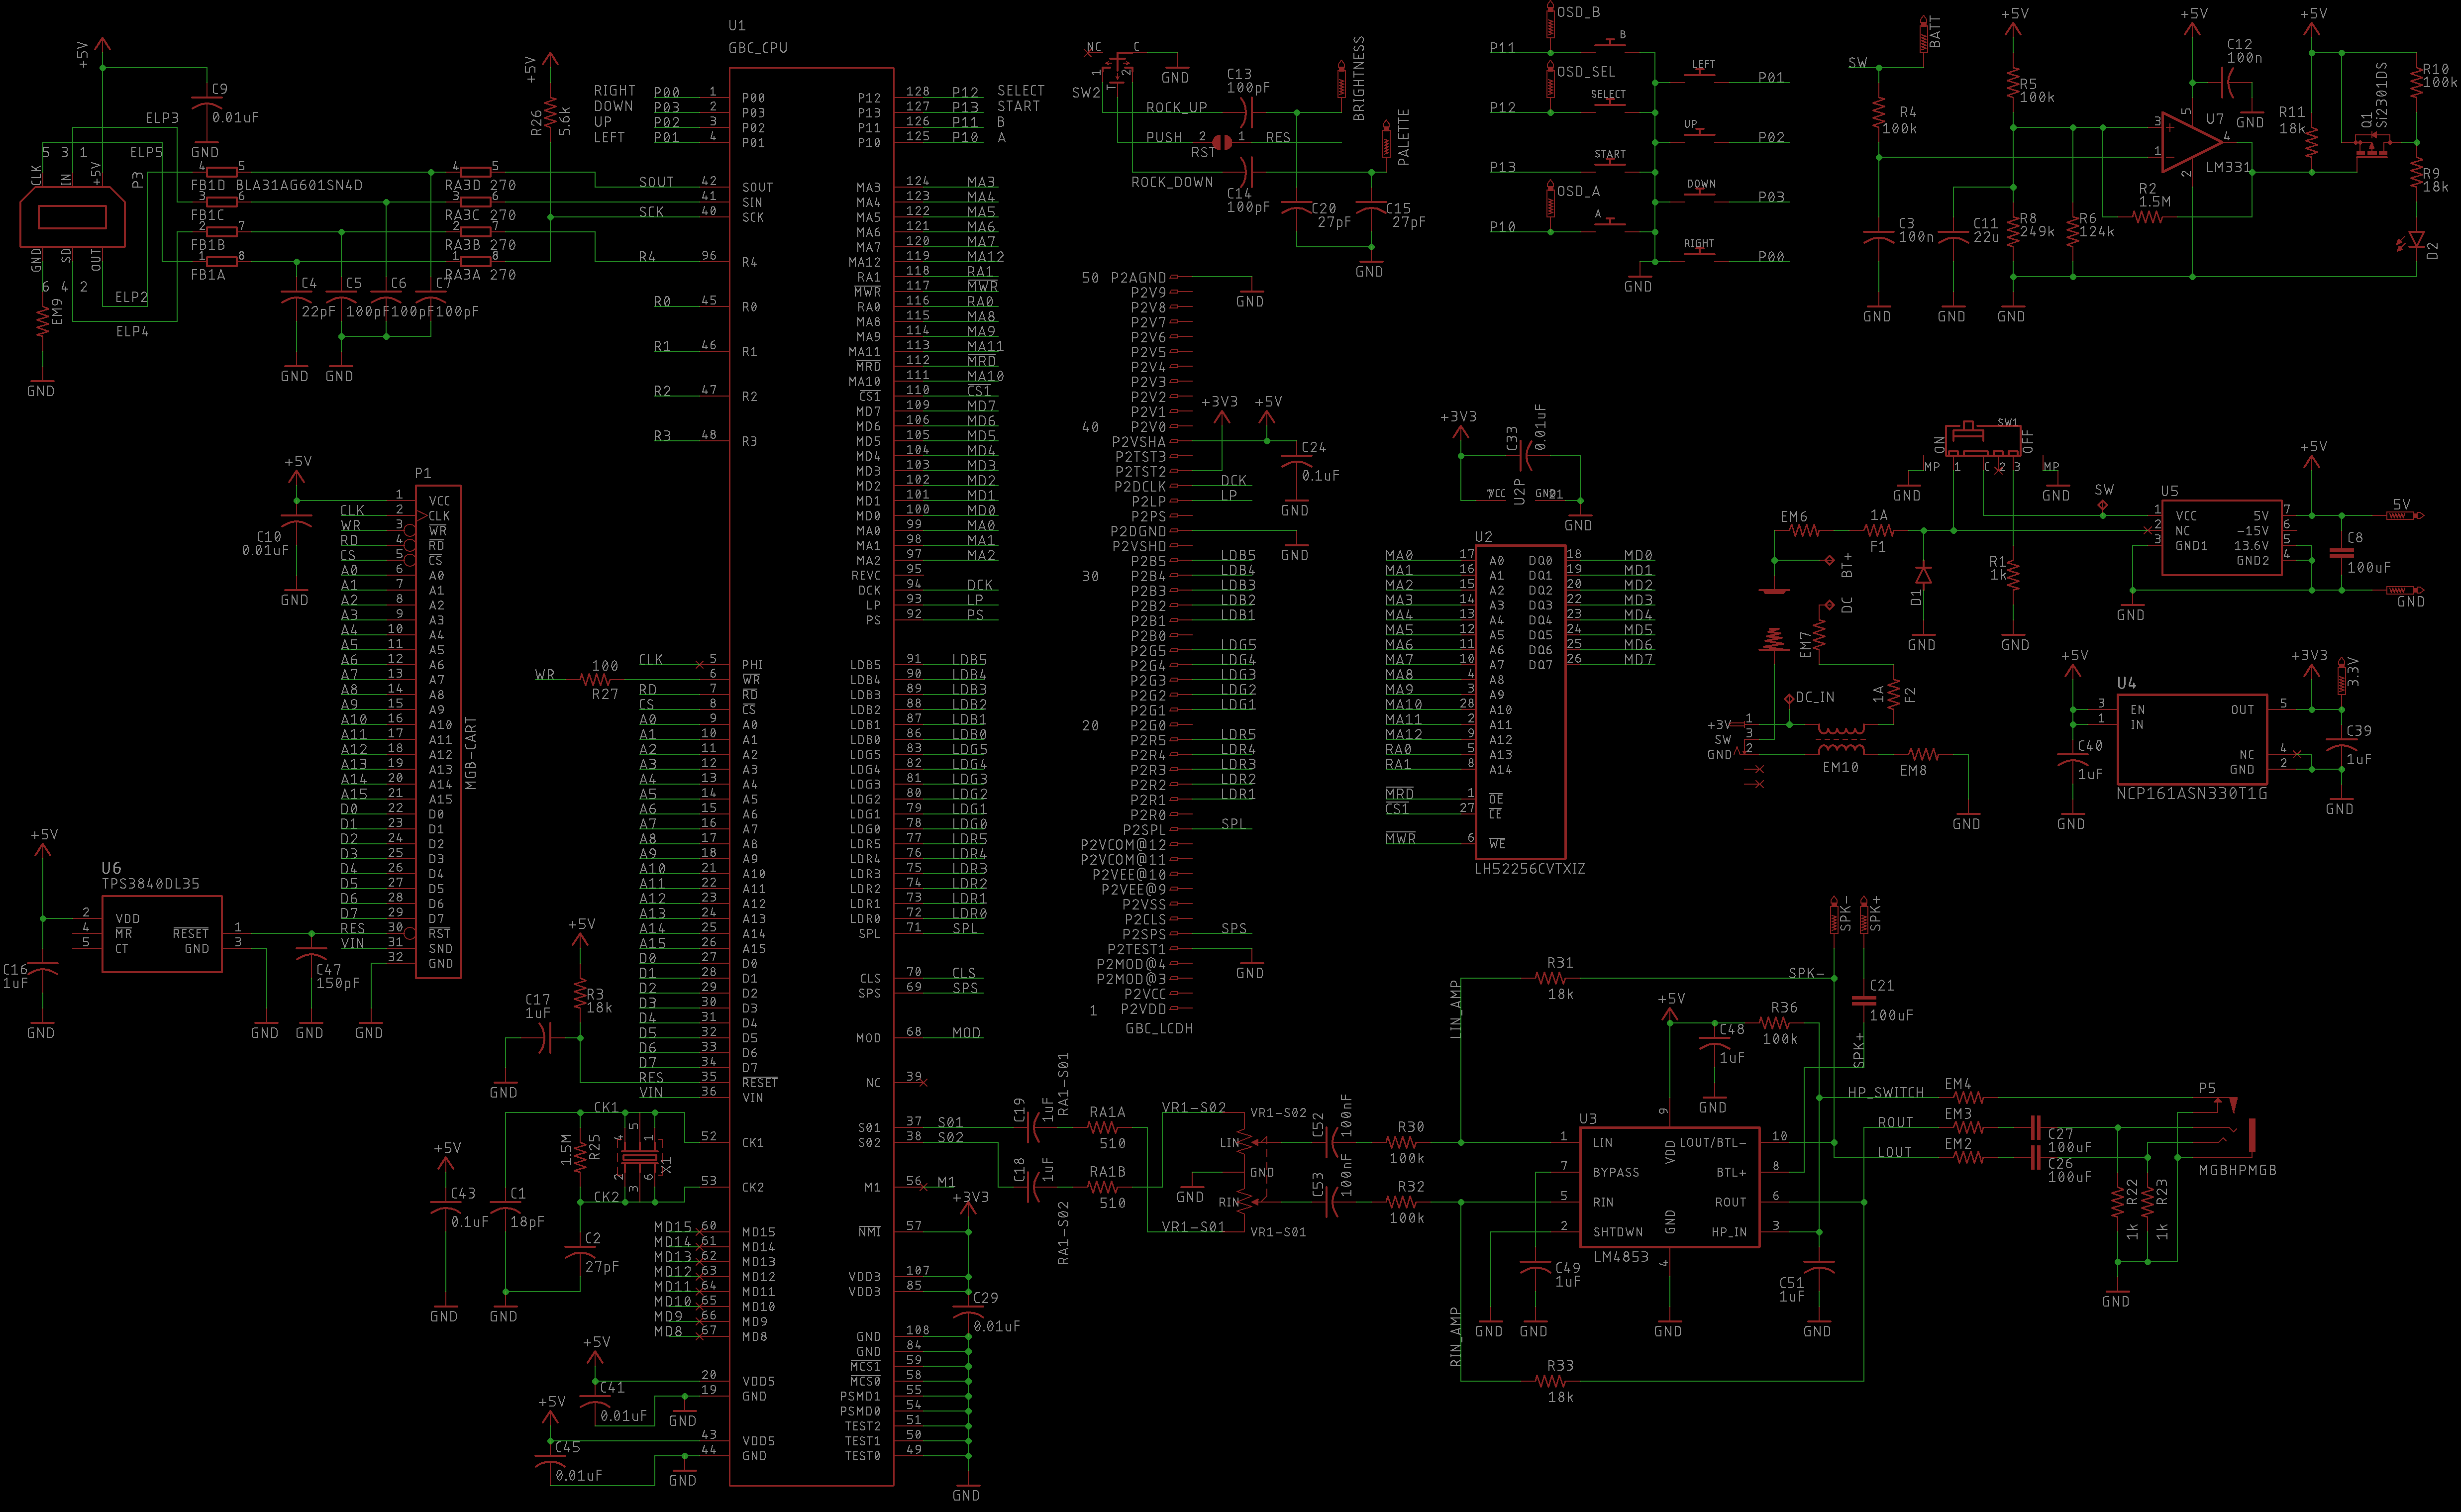 +5V
C9
0.01uF
GND
ELP3
5 3 1
ELP5
CLK
IN
+5V
P3
GND
SD
OUT
6 4 2
ELP2
ELP4
EM9
GND
4 5
FB1D BLA31AG601SN4D
3 6
FB1C
2 7
FB1B
1 8
FB1A
4 5
RA3D 270
3 6
RA3C 270
2 7
RA3B 270
1 8
RA3A 270
C4
22pF
C5
100pF
C6
100pF
C7
100pF
GND
GND
+5V
R26
5.6k
RIGHT P00 1 P00
DOWN P03 2 P03
UP P02 3 P02
LEFT P01 4 P01
SOUT 42 SOUT
41 SIN
SCK 40 SCK
R4 96 R4
R0 45 R0
R1 46 R1
R2 47 R2
R3 48 R3
U1
GBC_CPU
P12 128 P12 SELECT
P13 127 P13 START
P11 126 P11 B
P10 125 P10 A
MA3 124 MA3
MA4 123 MA4
MA5 122 MA5
MA6 121 MA6
MA7 120 MA7
MA12 119 MA12
RA1 118 RA1
MWR 117 MWR
RA0 116 RA0
MA8 115 MA8
MA9 114 MA9
MA11 113 MA11
MRD 112 MRD
MA10 111 MA10
CS1 110 CS1
MD7 109 MD7
MD6 106 MD6
MD5 105 MD5
MD4 104 MD4
MD3 103 MD3
MD2 102 MD2
MD1 101 MD1
MD0 100 MD0
MA0 99 MA0
MA1 98 MA1
MA2 97 MA2
REVC 95
DCK 94 DCK
LP 93 LP
PS 92 PS
LDB5 91 LDB5
LDB4 90 LDB4
LDB3 89 LDB3
LDB2 88 LDB2
LDB1 87 LDB1
LDB0 86 LDB0
LDG5 83 LDG5
LDG4 82 LDG4
LDG3 81 LDG3
LDG2 80 LDG2
LDG1 79 LDG1
LDG0 78 LDG0
LDR5 77 LDR5
LDR4 76 LDR4
LDR3 75 LDR3
LDR2 74 LDR2
LDR1 73 LDR1
LDR0 72 LDR0
SPL 71 SPL
CLS 70 CLS
SPS 69 SPS
MOD 68 MOD
NC 39
S01 37 S01
S02 38 S02
M1 56 M1
+3V3
NMI 57
VDD3 107
VDD3 85
C29
0.01uF
GND 108
GND 84
MCS1 59
MCS0 58
PSMD1 55
PSMD0 54
TEST2 51
TEST1 50
TEST0 49
GND
CLK 5 PHI
WR 100 R27 6 WR
RD 7 RD
CS 8 CS
A0 9 A0
A1 10 A1
A2 11 A2
A3 12 A3
A4 13 A4
A5 14 A5
A6 15 A6
A7 16 A7
A8 17 A8
A9 18 A9
A10 21 A10
A11 22 A11
A12 23 A12
A13 24 A13
A14 25 A14
A15 26 A15
D0 27 D0
D1 28 D1
D2 29 D2
D3 30 D3
D4 31 D4
D5 32 D5
D6 33 D6
D7 34 D7
RES 35 RESET
VIN 36 VIN
CK1 52 CK1
CK2 53 CK2
MD15 60 MD15
MD14 61 MD14
MD13 62 MD13
MD12 63 MD12
MD11 64 MD11
MD10 65 MD10
MD9 66 MD9
MD8 67 MD8
20 VDD5
19 GND
43 VDD5
44 GND
+5V
C41
0.01uF
GND
+5V
C45
0.01uF
GND
+5V
R3
18k
C17
1uF
GND
1.5M
R25
4 5 1
2 3 6
X1
C1
18pF
C2
27pF
GND
+5V
C43
0.1uF
GND
+5V
C10
0.01uF
GND
P1
MGB-CART
1 VCC
CLK 2 CLK
WR 3 WR
RD 4 RD
CS 5 CS
A0 6 A0
A1 7 A1
A2 8 A2
A3 9 A3
A4 10 A4
A5 11 A5
A6 12 A6
A7 13 A7
A8 14 A8
A9 15 A9
A10 16 A10
A11 17 A11
A12 18 A12
A13 19 A13
A14 20 A14
A15 21 A15
D0 22 D0
D1 23 D1
D2 24 D2
D3 25 D3
D4 26 D4
D5 27 D5
D6 28 D6
D7 29 D7
RES 30 RST
VIN 31 SND
32 GND
GND
+5V
U6
TPS3840DL35
2 VDD
4 MR
5 CT
RESET 1
GND 3
C16
1uF
GND
GND
C47
150pF
GND
NC C
1 2
T
SW2
GND
ROCK_UP
PUSH 2 1 RES
RST
ROCK_DOWN
C13
100pF
C14
100pF
BRIGHTNESS
PALETTE
C20
27pF
C15
27pF
GND
50 P2AGND
P2V9
P2V8
P2V7
P2V6
P2V5
P2V4
P2V3
P2V2
P2V1
40 P2V0
P2VSHA
P2TST3
P2TST2
P2DCLK DCK
P2LP LP
P2PS
P2DGND
P2VSHD
P2B5 LDB5
30 P2B4 LDB4
P2B3 LDB3
P2B2 LDB2
P2B1 LDB1
P2B0
P2G5 LDG5
P2G4 LDG4
P2G3 LDG3
P2G2 LDG2
P2G1 LDG1
20 P2G0
P2R5 LDR5
P2R4 LDR4
P2R3 LDR3
P2R2 LDR2
P2R1 LDR1
P2R0
P2SPL SPL
P2VCOM@12
P2VCOM@11
P2VEE@10
P2VEE@9
P2VSS
P2CLS
P2SPS SPS
P2TEST1
P2MOD@4
P2MOD@3
P2VCC
1 P2VDD
GBC_LCDH
GND
+3V3
+5V
C24
0.1uF
GND
GND
GND
OSD_B
P11
B
OSD_SEL
P12
SELECT
P13
START
OSD_A
P10
A
LEFT P01
UP P02
DOWN P03
RIGHT P00
GND
+3V3
C33
0.01uF
7 VCC
U2P
GND 21
GND
U2
LH52256CVTXIZ
MA0 17 A0
MA1 16 A1
MA2 15 A2
MA3 14 A3
MA4 13 A4
MA5 12 A5
MA6 11 A6
MA7 10 A7
MA8 4 A8
MA9 3 A9
MA10 28 A10
MA11 2 A11
MA12 9 A12
RA0 5 A13
RA1 8 A14
MRD 1 OE
CS1 27 CE
MWR 6 WE
DQ0 18 MD0
DQ1 19 MD1
DQ2 20 MD2
DQ3 22 MD3
DQ4 23 MD4
DQ5 24 MD5
DQ6 25 MD6
DQ7 26 MD7
SW
BATT
R4
100k
C3
100n
GND
+5V
R5
100k
C11
22u
GND
R8
249k
R6
124k
GND
R2
1.5M
+5V
C12
100n
GND
U7
LM331
3 1 5 2 4
+5V
R11
18k
Q1
SI2301DS
R10
100k
R9
18k
D2
ON
SW1
OFF
MP 1 C 2 3 MP
GND
GND
EM6
1A
F1
BT+
DC
EM7
D1
GND
R1
1k
GND
DC_IN
1A
F2
+3V 1
SW 3
GND 2
EM10
EM8
GND
SW
U5
1 VCC
2 NC
3 GND1
5V 7
-15V 6
13.6V 5
GND2 4
+5V
5V
C8
100uF
GND
GND
+5V
U4
NCP161ASN330T1G
3 EN
1 IN
OUT 5
NC 4
GND 2
C40
1uF
GND
+3V3
3.3V
C39
1uF
GND
C19
1uF
RA1-S01
C18
1uF
RA1-S02
RA1A
510
RA1B
510
VR1-S02
VR1-S01
VR1-S02
LIN
GND
RIN
VR1-S01
GND
C52
100nF
C53
100nF
R30
100k
R32
100k
LIN_AMP
RIN_AMP
R31
18k
R33
18k
SPK-
SPK-
SPK+
C21
100uF
SPK+
+5V
C48
1uF
GND
R36
100k
U3
LM4853
1 LIN
7 BYPASS
5 RIN
2 SHTDWN
9 VDD
GND 4
LOUT/BTL- 10
BTL+ 8
ROUT 6
HP_IN 3
GND
C49
1uF
GND
GND
C51
1uF
GND
HP_SWITCH
ROUT
LOUT
EM4
EM3
EM2
C27
100uF
C26
100uF
R22
1k
R23
1k
GND
P5
MGBHPMGB